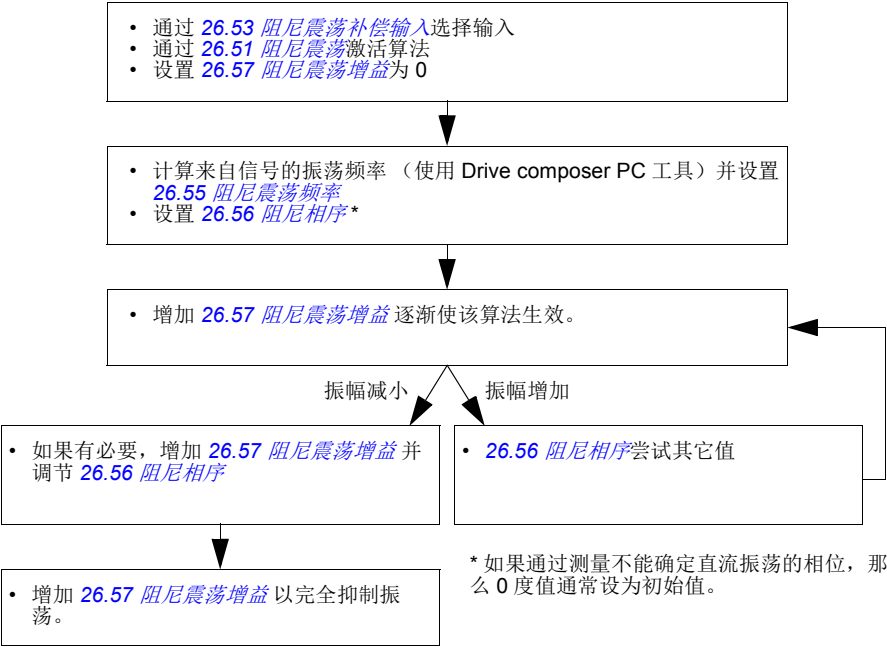 • 通过 26.53 阻尼震荡补偿输入选择输入
• 通过 26.51 阻尼震荡激活算法
• 设置 26.57 阻尼震荡增益为 0
• 计算来自信号的振荡频率 （使用 Drive composer PC 工具）并设置
26.55 阻尼震荡频率
• 设置 26.56 阻尼相序 *
• 增加 26.57 阻尼震荡增益 逐渐使该算法生效。
振幅减小
振幅增加
• 如果有必要，增加 26.57 阻尼震荡增益 并
调节 26.56 阻尼相序
• 26.56 阻尼相序尝试其它值
* 如果通过测量不能确定直流振荡的相位，那
么 0 度值通常设为初始值。
• 增加 26.57 阻尼震荡增益 以完全抑制振
荡。